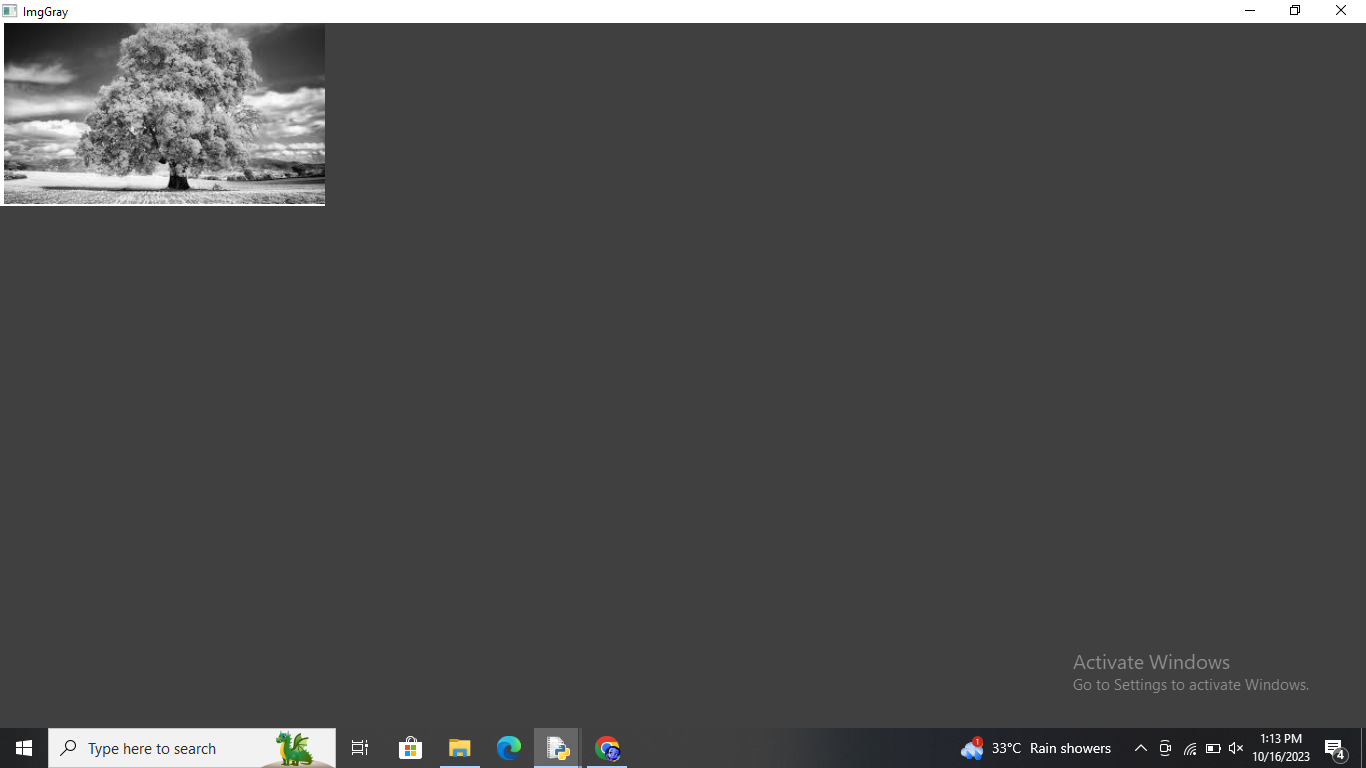 ImgGray
Activate Windows
Go to Settings to activate Windows.
Type here to search
1
33°C Rain showers
1:13 PM
10/16/2023
4